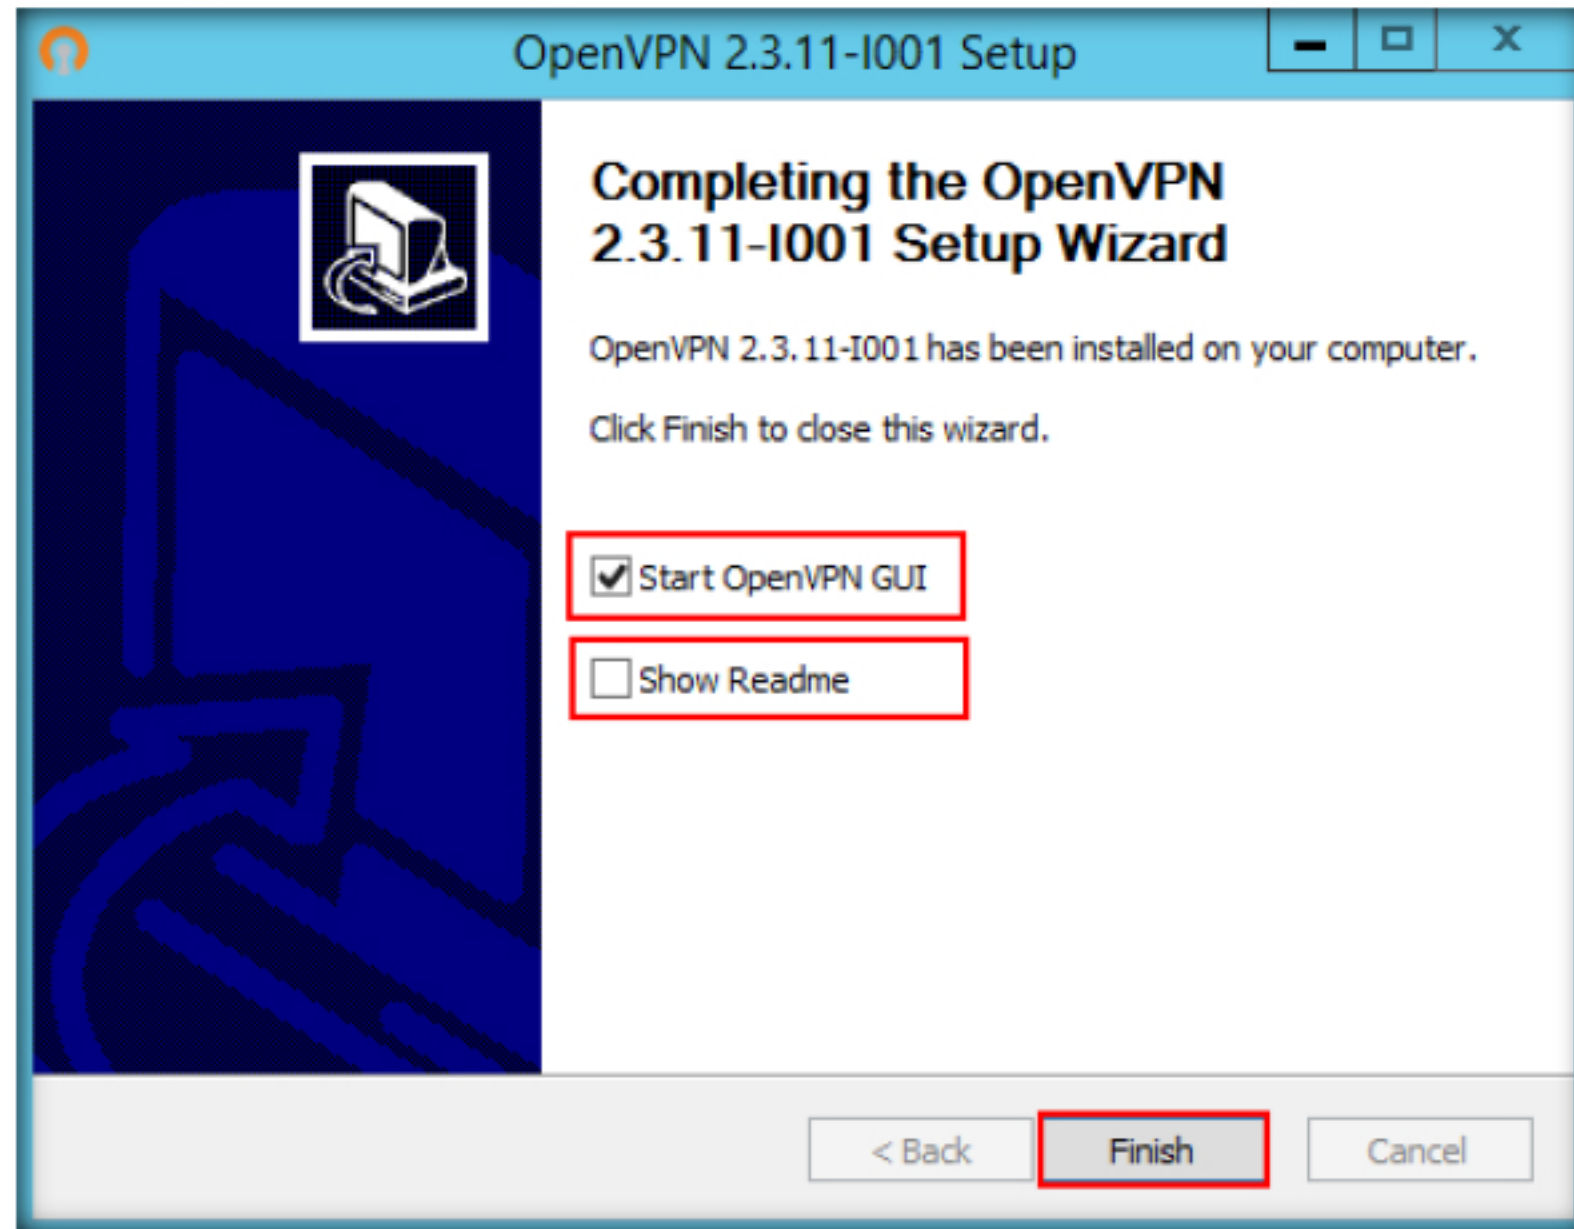 OpenVPN 2.3.11-I001 Setup
Completing the OpenVPN
2.3.11-I001 Setup Wizard
OpenVPN 2.3.11-I001 has been installed on your computer.
Click Finish to close this wizard.
Start OpenVPN GUI
Show Readme
< Back
Finish
Cancel